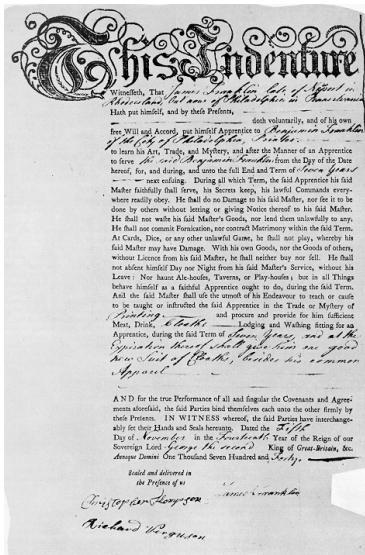 This Indenture
Witnesseth, That James Franklin late of Newport in
Rhodeisland, but now of Philadelphia in Pensilvania
Hath put himself, and by these Presents,
doth voluntarily, and of his own
free Will and Accord, put himself Apprentice to Benjamin Franklin
of the City of Philadelphia, Printer
to learn his Art, Trade, and Mystery, and after the Manner of an Apprentice
to serve the said Benjamin Franklin from the Day of the Date
hereof, for, and during, and unto the full End and Term of Seven Years
next ensuing. During all which Term, the said Apprentice his said
Master faithfully shall serve, his Secrets keep, his lawful Commands every-
where readily obey. He shall do no Damage to his said Master, nor see it to be
done by others without letting or giving Notice thereof to his said Master.
He shall not waste his said Master's Goods, nor lend them unlawfully to any.
He shall not commit Fornication, nor contract Matrimony within the said Term.
At Cards, Dice, or any other unlawful Game, he shall not play, whereby his
said Master may have Damage. With his own Goods, nor the Goods of others,
without Licence from his said Master, he shall neither buy nor sell. He shall
not absent himself Day nor Night from his said Master's Service, without his
Leave: Nor haunt Ale-houses, Taverns, or Play-houses; but in all Things
behave himself as a faithful Apprentice ought to do, during the said Term.
And the said Master shall use the utmost of his Endeavour to teach or cause
to be taught or instructed the said Apprentice in the Trade or Mystery of
Printing and procure and provide for him sufficient
Meat, Drink, Cloaths Lodging and Washing fitting for an
Apprentice, during the said Term of Seven Years, and at the
Expiration thereof shall give him one good
new Suit of Cloaths, besides his common
Apparel
AND for the true Performance of all and singular the Covenants and Agree-
ments aforesaid, the said Parties bind themselves each unto the other firmly by
these Presents. IN WITNESS whereof, the said Parties have interchange-
ably set their Hands and Seals hereunto. Dated the Fifth
Day of November in the Fourteenth Year of the Reign of our
Sovereign Lord George the second King of Great-Britain, &c.
Annoque Domini One Thousand Seven Hundred and Forty.
Sealed and delivered in
the Presence of us
James Franklin
Christopher Thompson
Richard Ferguson